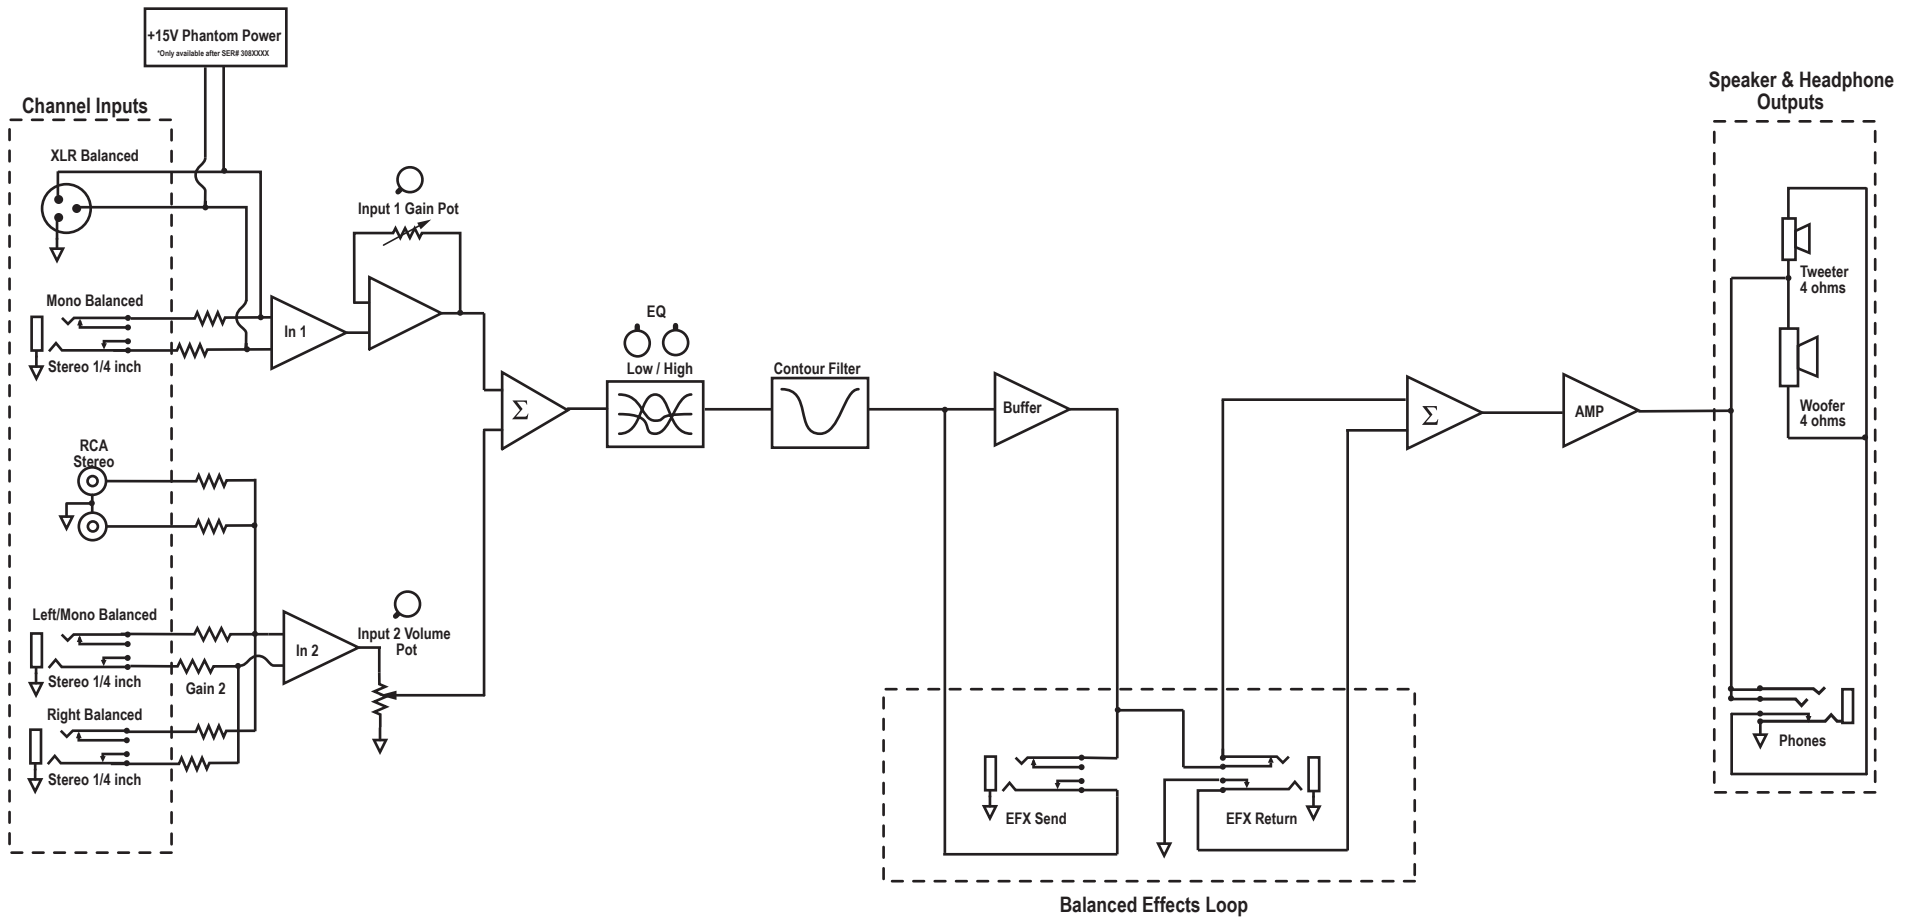 +15V Phantom Power
*Only available after SER# 308XXXX
Channel Inputs
XLR Balanced
Mono Balanced
Stereo 1/4 inch
In 1
Input 1 Gain Pot
RCA
Stereo
Left/Mono Balanced
Stereo 1/4 inch
Gain 2
Right Balanced
Stereo 1/4 inch
In 2
Input 2 Volume
Pot
Σ
EQ
Low / High
Contour Filter
Buffer
EFX Send
EFX Return
Balanced Effects Loop
Σ
AMP
Speaker & Headphone
Outputs
Tweeter
4 ohms
Woofer
4 ohms
Phones